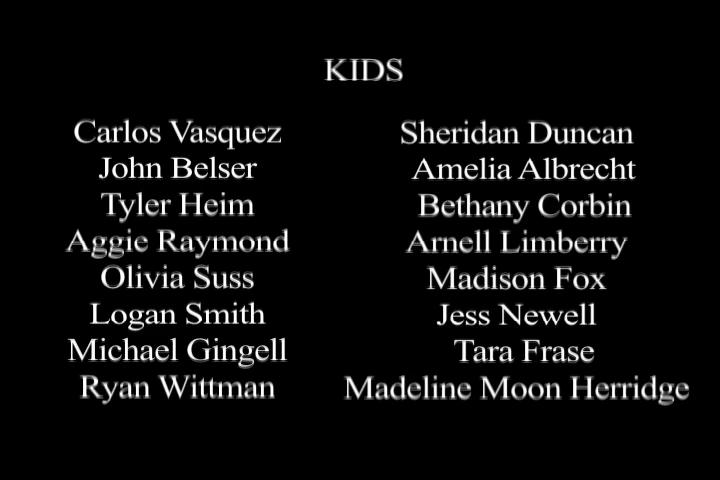 KIDS
Carlos Vasquez
John Belser
Tyler Heim
Aggie Raymond
Olivia Suss
Logan Smith
Michael Gingell
Ryan Wittman
Sheridan Duncan
Amelia Albrecht
Bethany Corbin
Arnell Limberry
Madison Fox
Jess Newell
Tara Frase
Madeline Moon Herridge